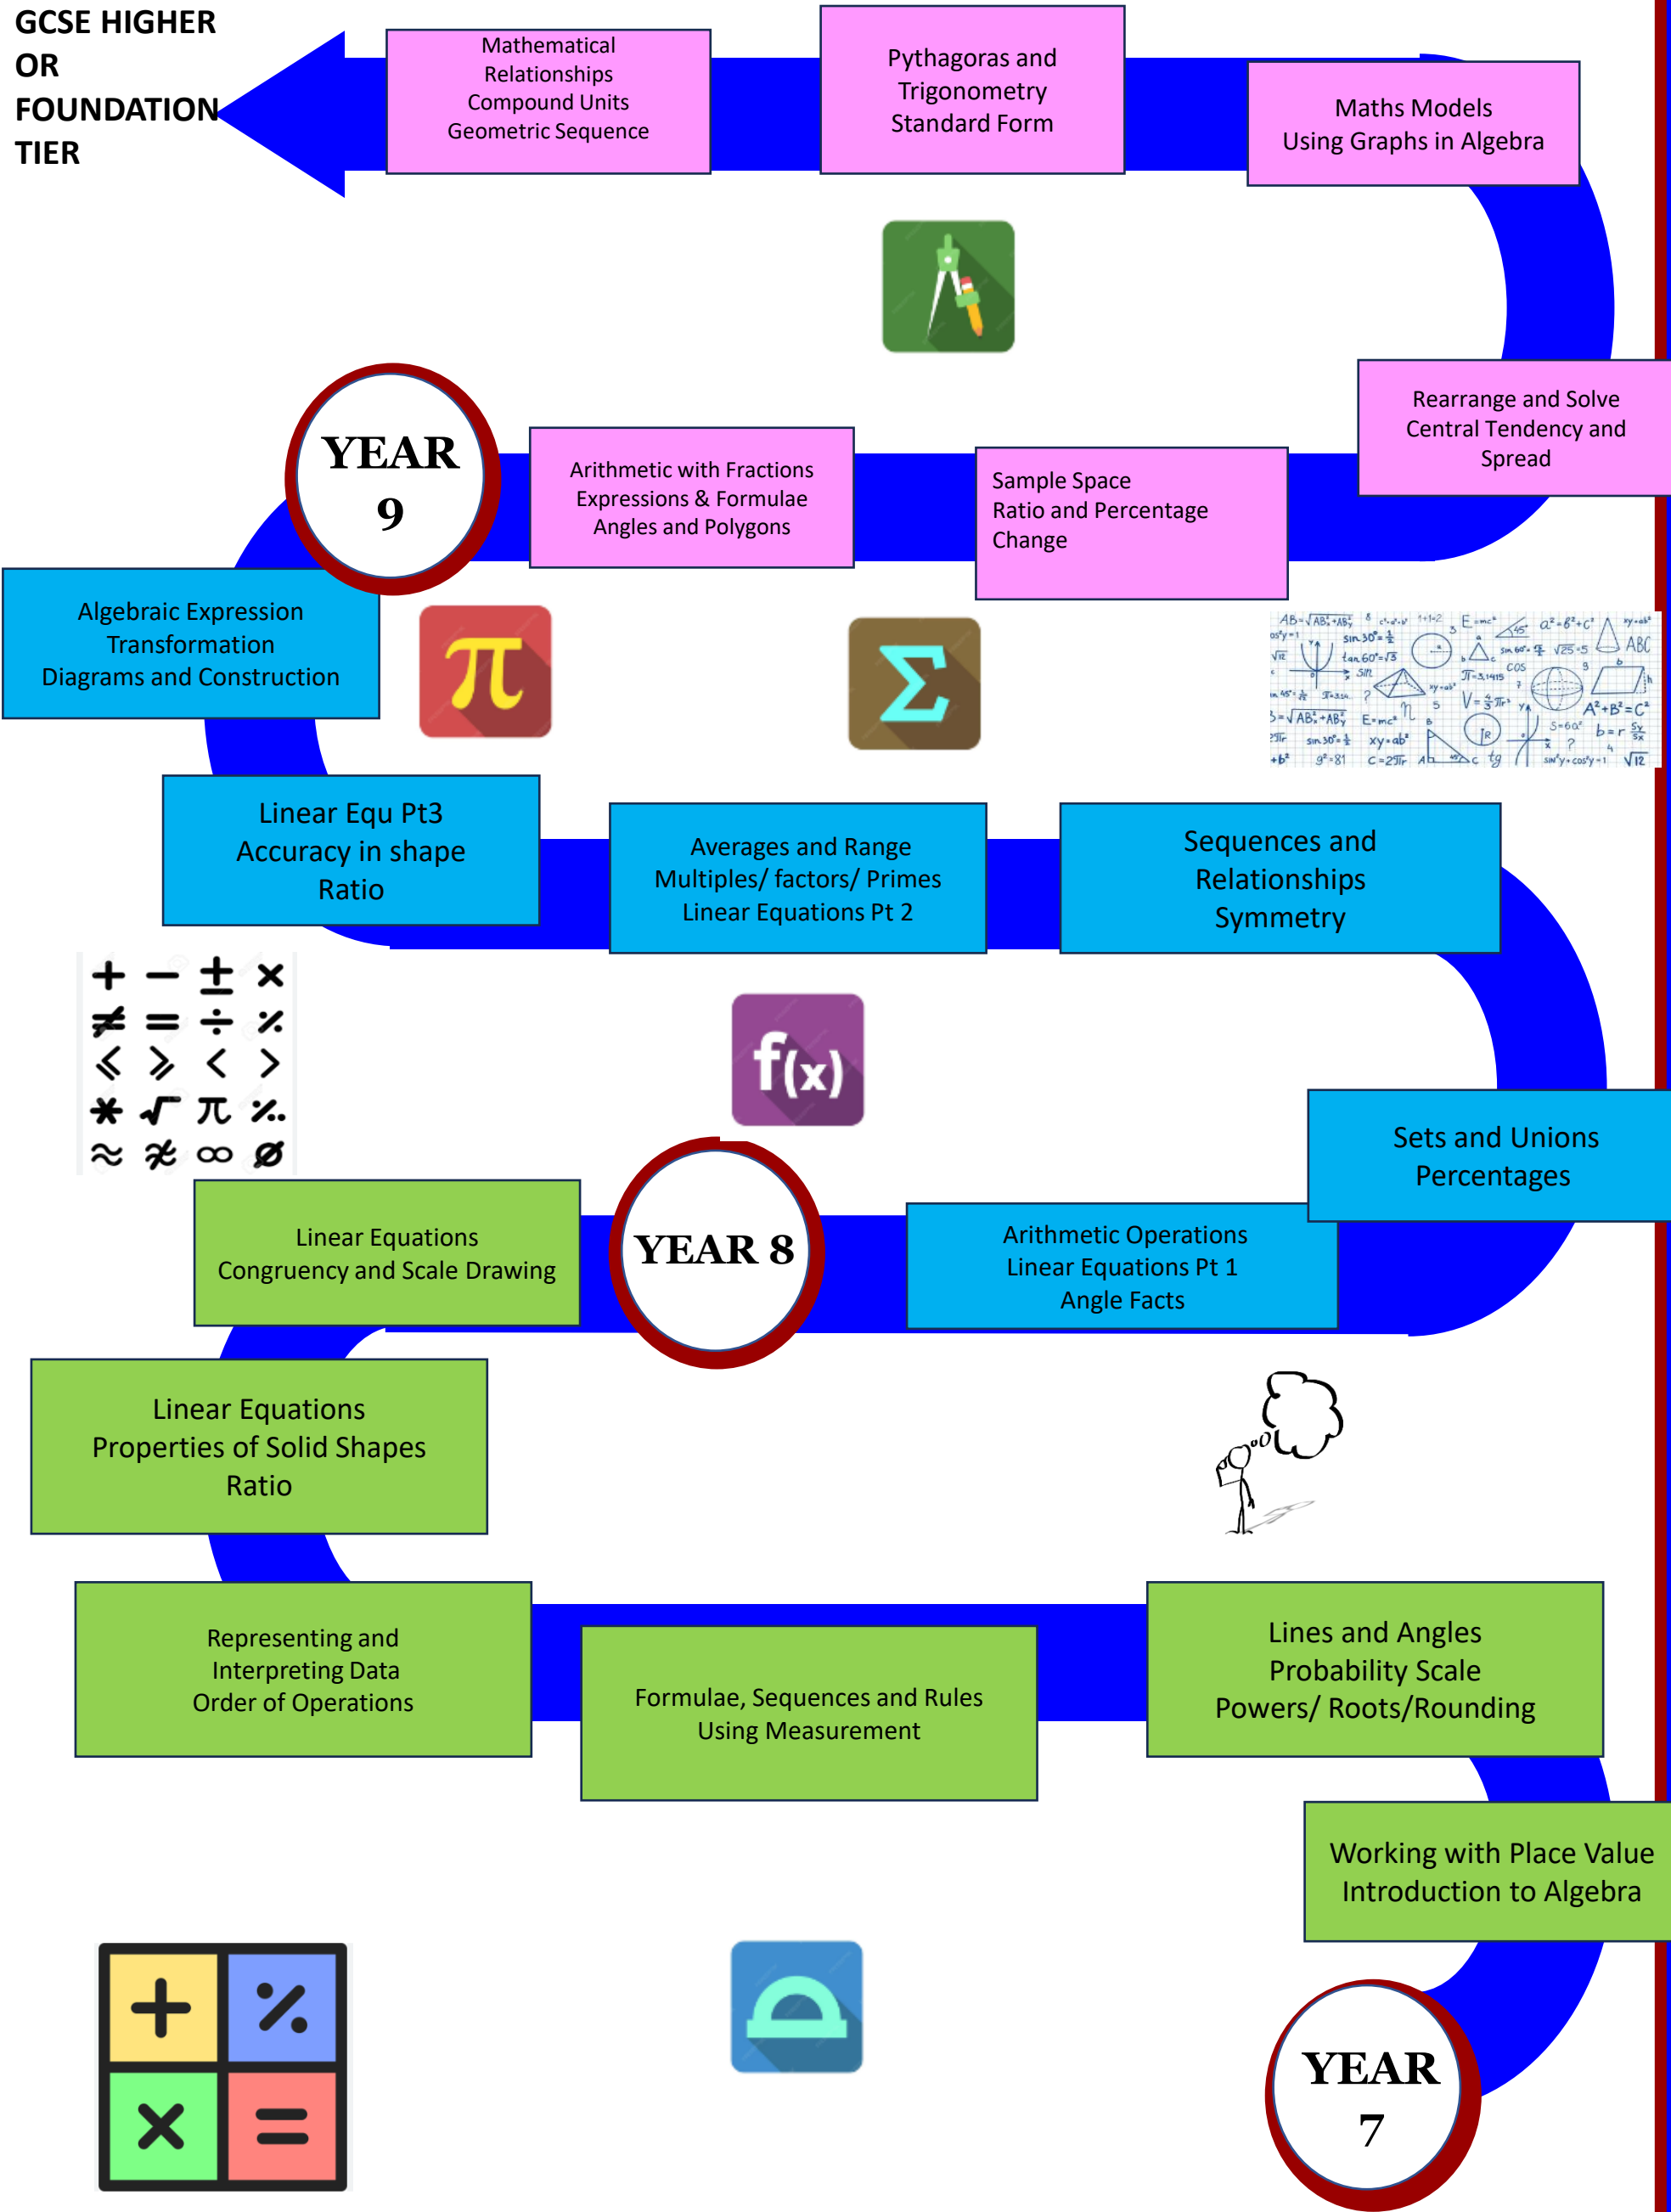 GCSE HIGHER
OR
FOUNDATION
TIER
Mathematical
Relationships
Compound Units
Geometric Sequence
Pythagoras and
Trigonometry
Standard Form
Maths Models
Using Graphs in Algebra
Rearrange and Solve
Central Tendency and
Spread
YEAR
9
Arithmetic with Fractions
Expressions & Formulae
Angles and Polygons
Sample Space
Ratio and Percentage
Change
Algebraic Expression
Transformation
Diagrams and Construction
π
Σ
Linear Equ Pt3
Accuracy in shape
Ratio
Averages and Range
Multiples/ factors/ Primes
Linear Equations Pt 2
Sequences and
Relationships
Symmetry
+ − ± ×
≠ = ÷ %
⩽ ⩾ < >
* √ π ‰
≈ ≉ ∞ ø
f(x)
Sets and Unions
Percentages
Linear Equations
Congruency and Scale Drawing
YEAR 8
Arithmetic Operations
Linear Equations Pt 1
Angle Facts
Linear Equations
Properties of Solid Shapes
Ratio
Representing and
Interpreting Data
Order of Operations
Formulae, Sequences and Rules
Using Measurement
Lines and Angles
Probability Scale
Powers/ Roots/Rounding
Working with Place Value
Introduction to Algebra
+ %
× =
YEAR
7